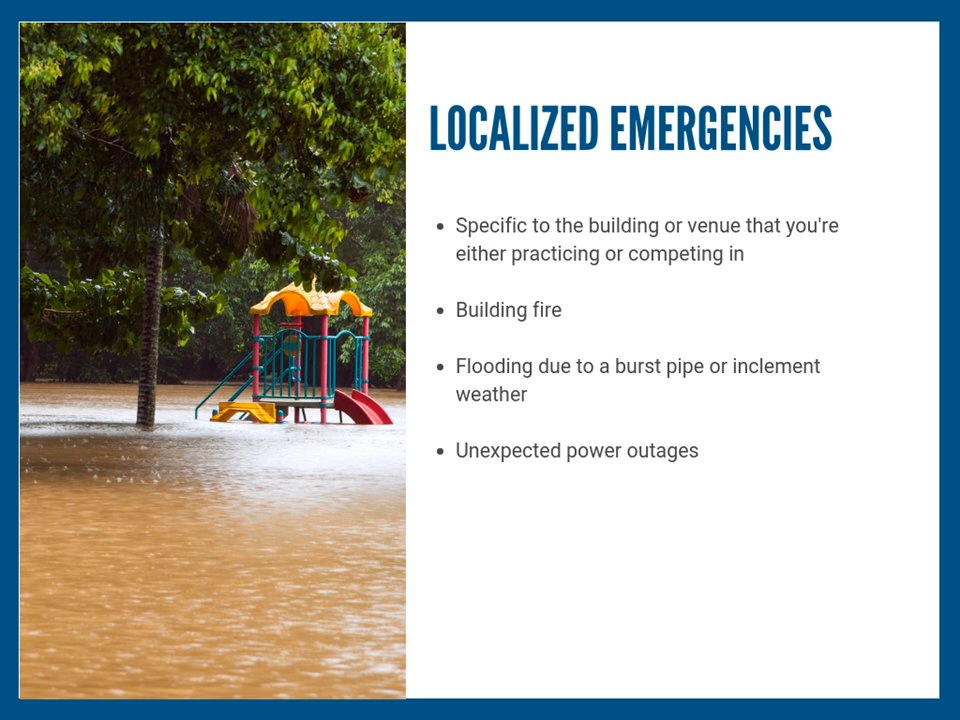 LOCALIZED EMERGENCIES
• Specific to the building or venue that you're
either practicing or competing in
• Building fire
• Flooding due to a burst pipe or inclement
weather
• Unexpected power outages